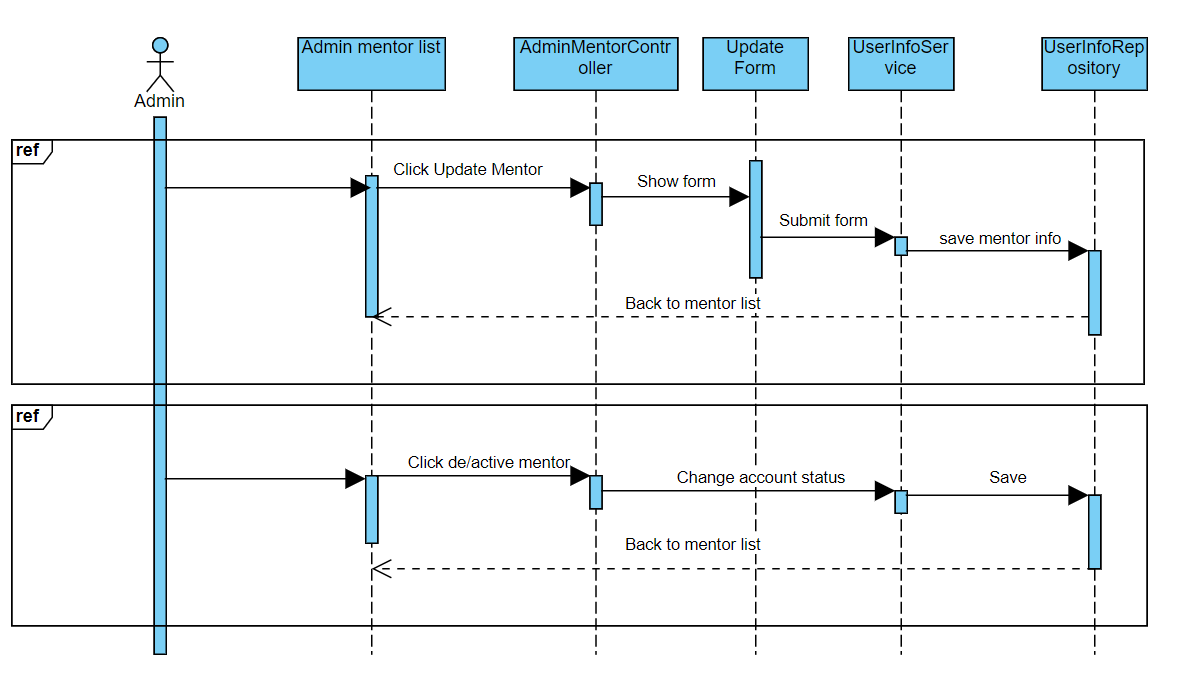 Admin
Admin mentor list
AdminMentorContr
oller
Update
Form
UserInfoSer
vice
UserInfoRep
ository
ref
Click Update Mentor
Show form
Submit form
save mentor info
Back to mentor list
ref
Click de/active mentor
Change account status
Save
Back to mentor list